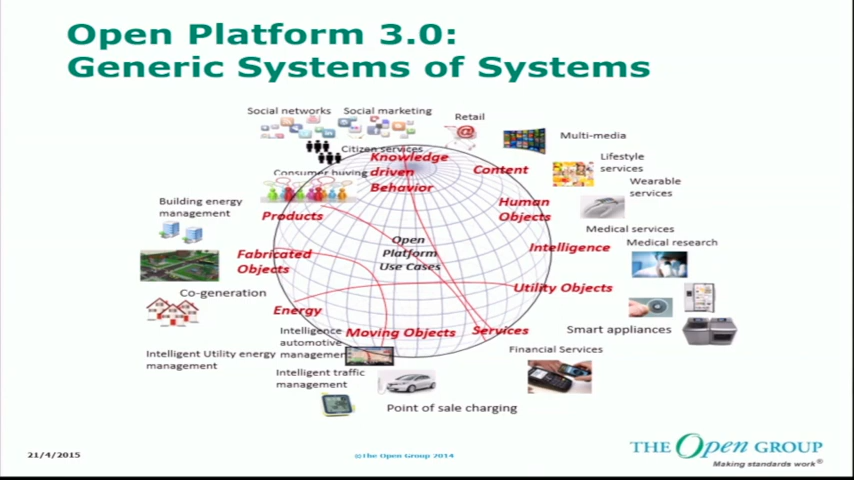 Open Platform 3.0:
Generic Systems of Systems
Social networks
Social marketing
Retail
Multi-media
Citizen services
Knowledge
driven
Behavior
Content
Lifestyle
services
Consumer buying
Wearable
services
Building energy
management
Products
Human
Objects
Medical services
Open
Platform
Use Cases
Intelligence
Medical research
Fabricated
Objects
Utility Objects
Co-generation
Energy
Intelligence
automotive
management
Moving Objects
Services
Smart appliances
Intelligent Utility energy
management
Financial Services
Intelligent traffic
management
Point of sale charging
21/4/2015
©The Open Group 2014
THE Open GROUP
Making standards work®